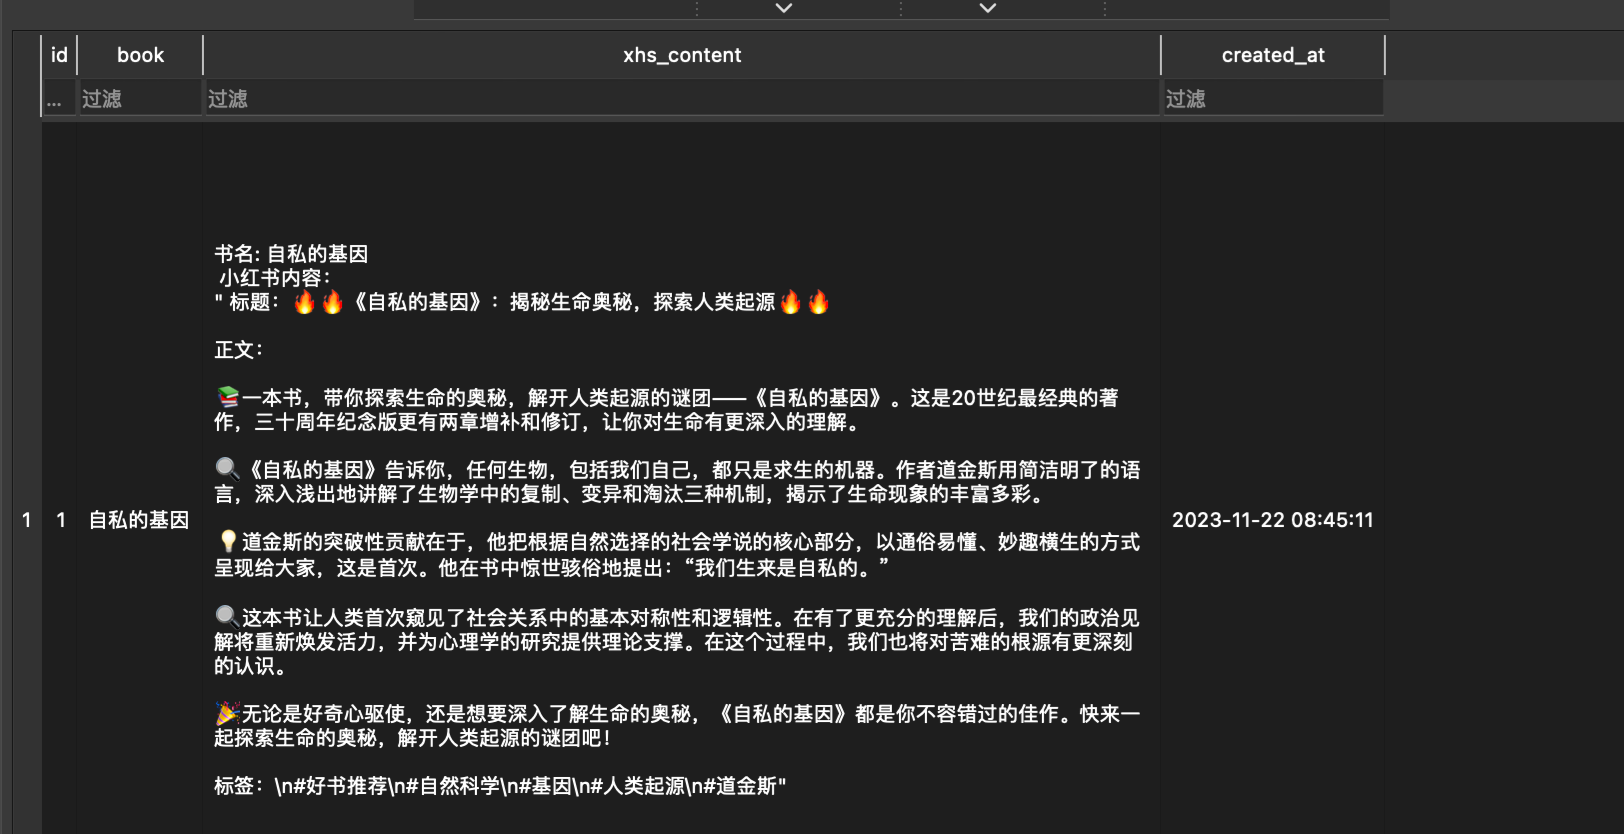 id book xhs_content created_at
... 过滤 过滤 过滤
书名: 自私的基因
小红书内容：
" 标题：🔥🔥《自私的基因》：揭秘生命奥秘，探索人类起源🔥🔥
正文：
📚一本书，带你探索生命的奥秘，解开人类起源的谜团——《自私的基因》。这是20世纪最经典的著
作，三十周年纪念版更有两章增补和修订，让你对生命有更深入的理解。
🔍《自私的基因》告诉你，任何生物，包括我们自己，都只是求生的机器。作者道金斯用简洁明了的语
言，深入浅出地讲解了生物学中的复制、变异和淘汰三种机制，揭示了生命现象的丰富多彩。
1 1 自私的基因 2023-11-22 08:45:11
💡道金斯的突破性贡献在于，他把根据自然选择的社会学说的核心部分，以通俗易懂、妙趣横生的方式
呈现给大家，这是首次。他在书中惊世骇俗地提出：“我们生来是自私的。”
🔍这本书让人类首次窥见了社会关系中的基本对称性和逻辑性。在有了更充分的理解后，我们的政治见
解将重新焕发活力，并为心理学的研究提供理论支撑。在这个过程中，我们也将对苦难的根源有更深刻
的认识。
🎉无论是好奇心驱使，还是想要深入了解生命的奥秘，《自私的基因》都是你不容错过的佳作。快来一
起探索生命的奥秘，解开人类起源的谜团吧！
标签：\n#好书推荐\n#自然科学\n#基因\n#人类起源\n#道金斯"